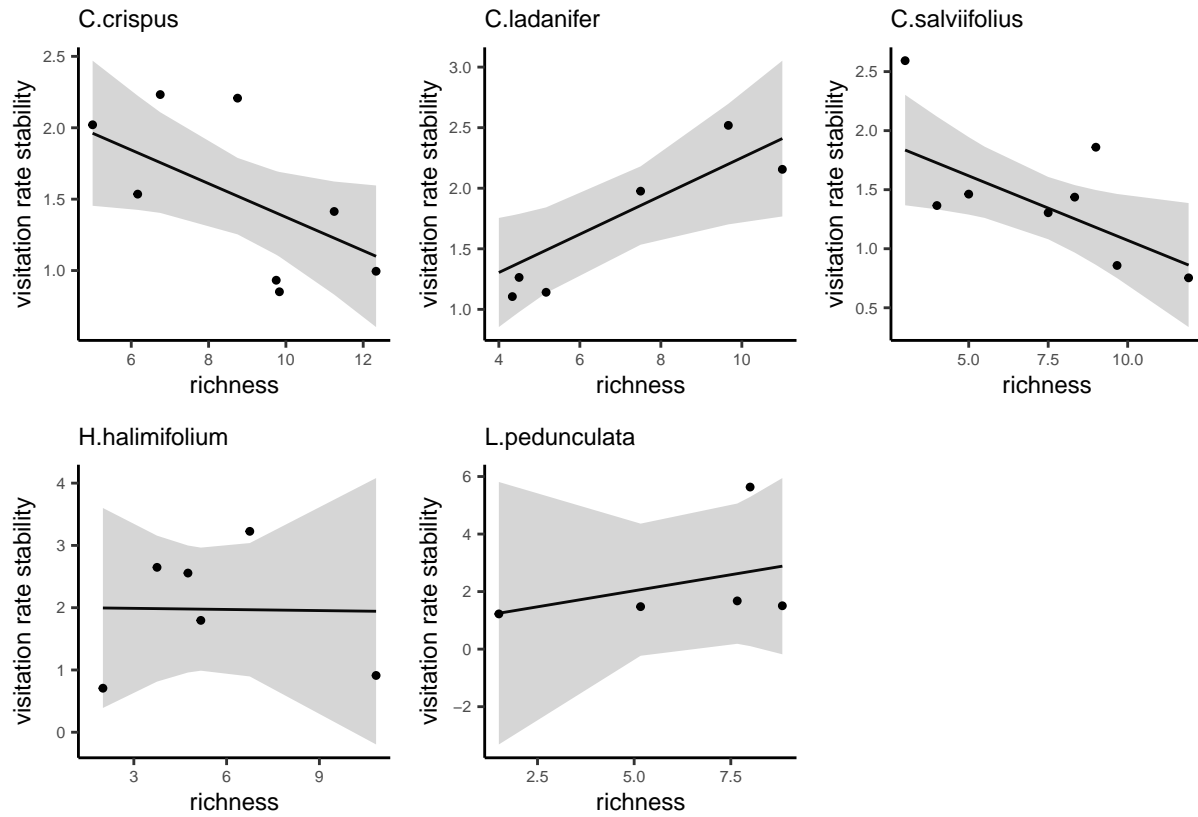 C.crispus
C.ladanifer
C.salviifolius
visitation rate stability
2.5
2.0
1.5
1.0
6 8 10 12
richness
visitation rate stability
3.0
2.5
2.0
1.5
1.0
4 6 8 10
richness
visitation rate stability
2.5
2.0
1.5
1.0
0.5
5.0 7.5 10.0
richness
H.halimifolium
L.pedunculata
visitation rate stability
4
3
2
1
0
3 6 9
richness
visitation rate stability
6
4
2
0
−2
2.5 5.0 7.5
richness